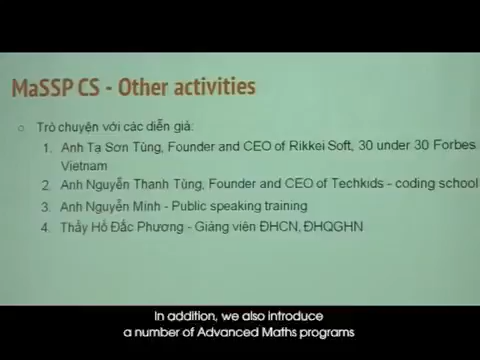 MaSSP CS - Other activities
Trò chuyện với các diễn giả:
1. Anh Tạ Sơn Tùng, Founder and CEO of Rikkei Soft, 30 under 30 Forbes
Vietnam
2. Anh Nguyễn Thanh Tùng, Founder and CEO of Techkids - coding school
3. Anh Nguyễn Minh - Public speaking training
4. Thầy Hồ Đắc Phương - Giảng viên ĐHCN, ĐHQGHN
In addition, we also introduce
a number of Advanced Maths programs